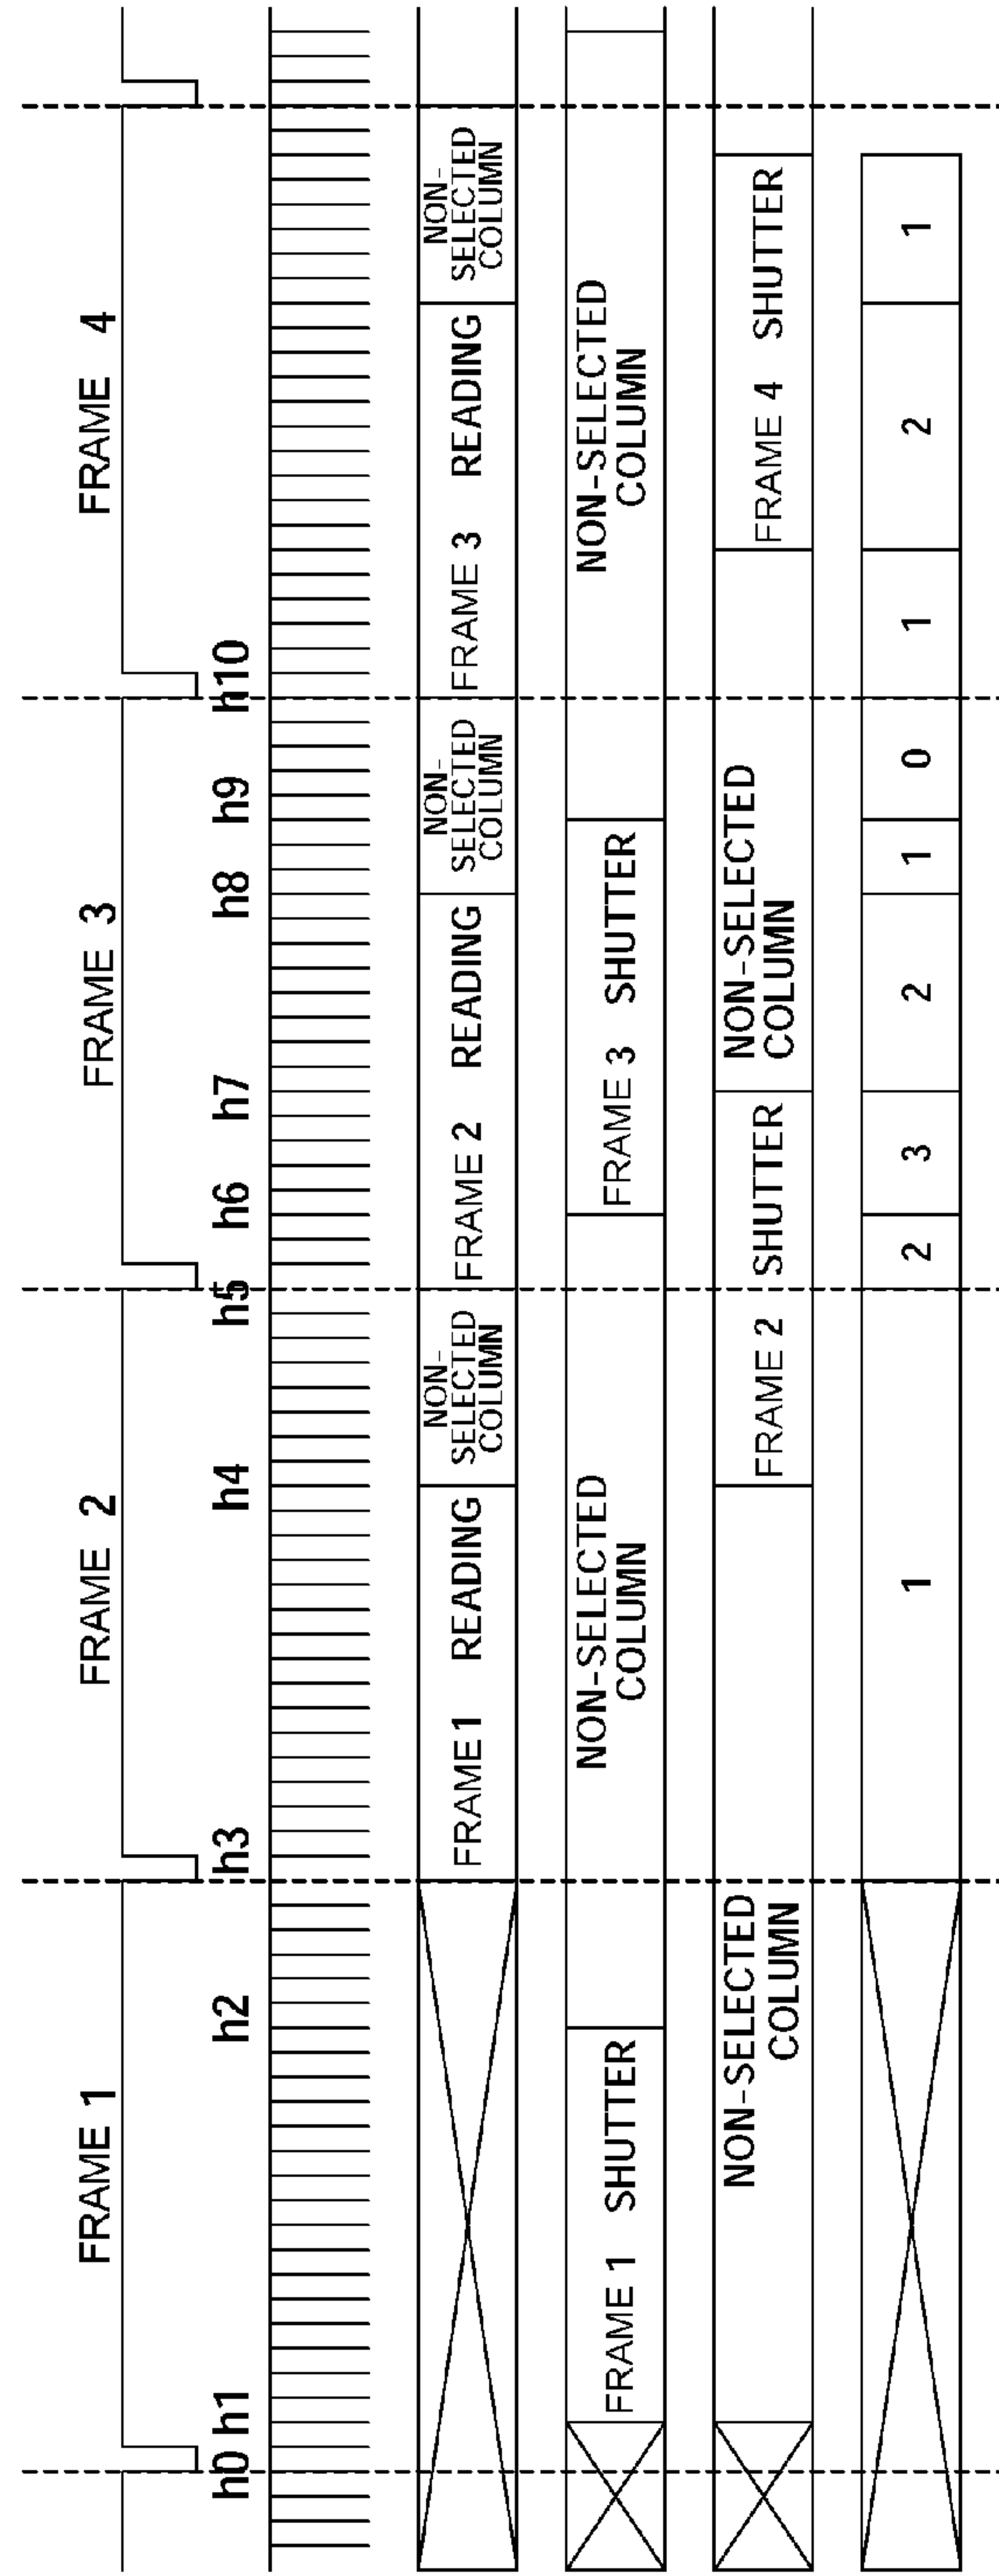 FRAME 1
FRAME 2
FRAME 3
FRAME 4
h0 h1 h2 h3 h4 h5 h6 h7 h8 h9 h10
FRAME 1 READING
NON-
SELECTED
COLUMN
FRAME 2 READING
NON-
SELECTED
COLUMN
FRAME 3 READING
NON-
SELECTED
COLUMN
FRAME 1 SHUTTER
NON-SELECTED
COLUMN
FRAME 3 SHUTTER
NON-SELECTED
COLUMN
NON-SELECTED
COLUMN
FRAME 2 SHUTTER
NON-SELECTED
COLUMN
FRAME 4 SHUTTER
1 2 3 2 1 0 1 2 1